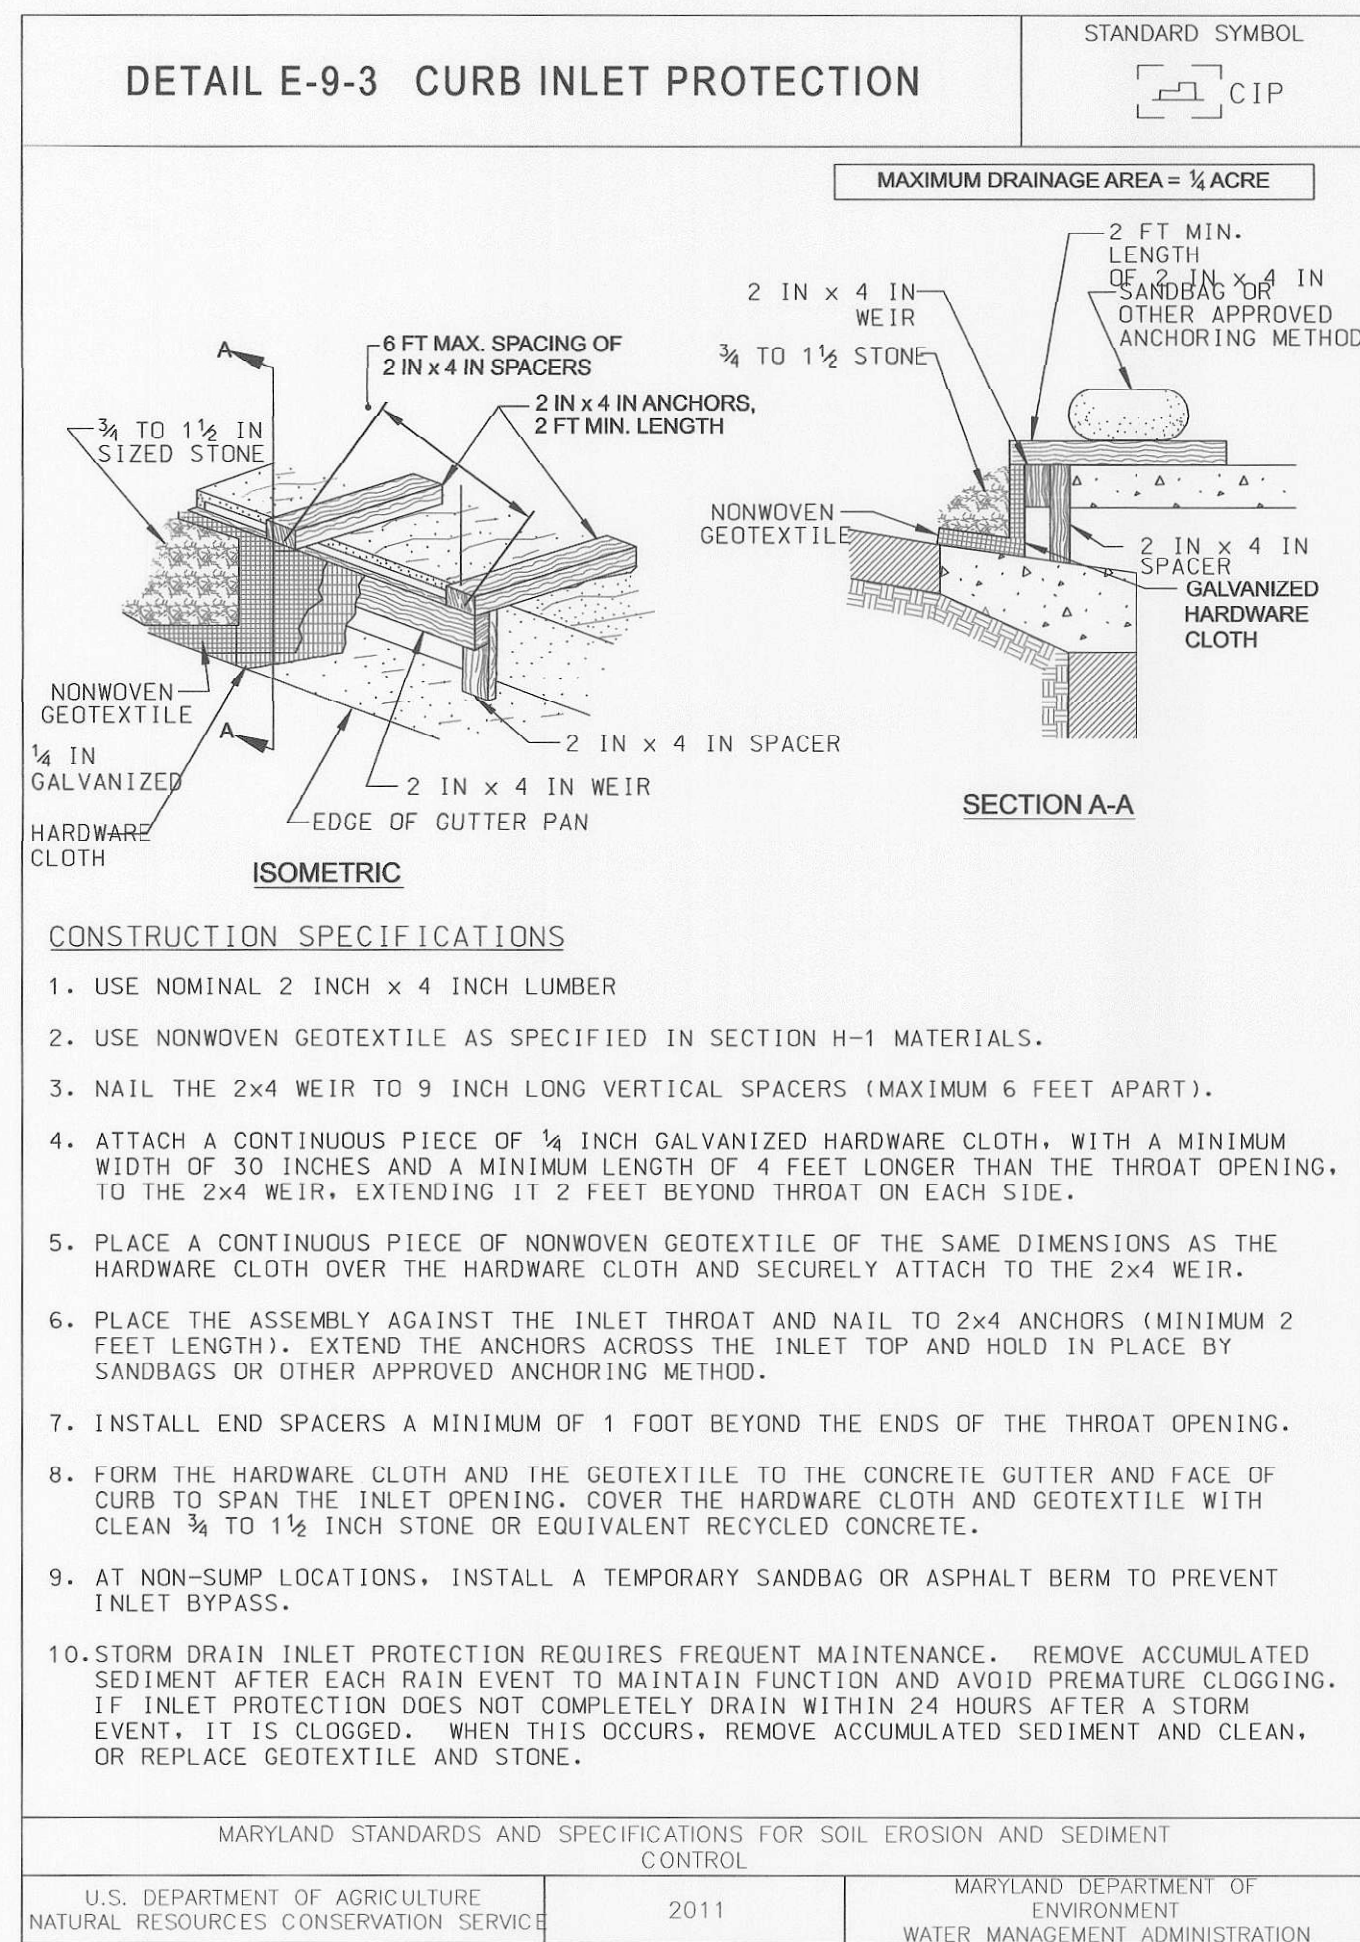 DETAIL E-9-3 CURB INLET PROTECTION
STANDARD SYMBOL
CIP
MAXIMUM DRAINAGE AREA = ¼ ACRE
A
6 FT MAX. SPACING OF
2 IN x 4 IN SPACERS
2 IN x 4 IN ANCHORS,
2 FT MIN. LENGTH
¾ TO 1½ IN
SIZED STONE
NONWOVEN
GEOTEXTILE
A
¼ IN
GALVANIZED
HARDWARE
CLOTH
2 IN x 4 IN SPACER
2 IN x 4 IN WEIR
EDGE OF GUTTER PAN
ISOMETRIC
2 FT MIN.
LENGTH
OF 2 IN x 4 IN
SANDBAG OR
OTHER APPROVED
ANCHORING METHOD
2 IN x 4 IN
WEIR
¾ TO 1½ STONE
NONWOVEN
GEOTEXTILE
2 IN x 4 IN
SPACER
GALVANIZED
HARDWARE
CLOTH
SECTION A-A
CONSTRUCTION SPECIFICATIONS
1. USE NOMINAL 2 INCH x 4 INCH LUMBER
2. USE NONWOVEN GEOTEXTILE AS SPECIFIED IN SECTION H-1 MATERIALS.
3. NAIL THE 2x4 WEIR TO 9 INCH LONG VERTICAL SPACERS (MAXIMUM 6 FEET APART).
4. ATTACH A CONTINUOUS PIECE OF ¼ INCH GALVANIZED HARDWARE CLOTH, WITH A MINIMUM
WIDTH OF 30 INCHES AND A MINIMUM LENGTH OF 4 FEET LONGER THAN THE THROAT OPENING,
TO THE 2x4 WEIR, EXTENDING IT 2 FEET BEYOND THROAT ON EACH SIDE.
5. PLACE A CONTINUOUS PIECE OF NONWOVEN GEOTEXTILE OF THE SAME DIMENSIONS AS THE
HARDWARE CLOTH OVER THE HARDWARE CLOTH AND SECURELY ATTACH TO THE 2x4 WEIR.
6. PLACE THE ASSEMBLY AGAINST THE INLET THROAT AND NAIL TO 2x4 ANCHORS (MINIMUM 2
FEET LENGTH). EXTEND THE ANCHORS ACROSS THE INLET TOP AND HOLD IN PLACE BY
SANDBAGS OR OTHER APPROVED ANCHORING METHOD.
7. INSTALL END SPACERS A MINIMUM OF 1 FOOT BEYOND THE ENDS OF THE THROAT OPENING.
8. FORM THE HARDWARE CLOTH AND THE GEOTEXTILE TO THE CONCRETE GUTTER AND FACE OF
CURB TO SPAN THE INLET OPENING. COVER THE HARDWARE CLOTH AND GEOTEXTILE WITH
CLEAN ¾ TO 1½ INCH STONE OR EQUIVALENT RECYCLED CONCRETE.
9. AT NON-SUMP LOCATIONS, INSTALL A TEMPORARY SANDBAG OR ASPHALT BERM TO PREVENT
INLET BYPASS.
10. STORM DRAIN INLET PROTECTION REQUIRES FREQUENT MAINTENANCE. REMOVE ACCUMULATED
SEDIMENT AFTER EACH RAIN EVENT TO MAINTAIN FUNCTION AND AVOID PREMATURE CLOGGING.
IF INLET PROTECTION DOES NOT COMPLETELY DRAIN WITHIN 24 HOURS AFTER A STORM
EVENT, IT IS CLOGGED. WHEN THIS OCCURS, REMOVE ACCUMULATED SEDIMENT AND CLEAN,
OR REPLACE GEOTEXTILE AND STONE.
MARYLAND STANDARDS AND SPECIFICATIONS FOR SOIL EROSION AND SEDIMENT
CONTROL
U.S. DEPARTMENT OF AGRICULTURE
NATURAL RESOURCES CONSERVATION SERVICE
2011
MARYLAND DEPARTMENT OF
ENVIRONMENT
WATER MANAGEMENT ADMINISTRATION